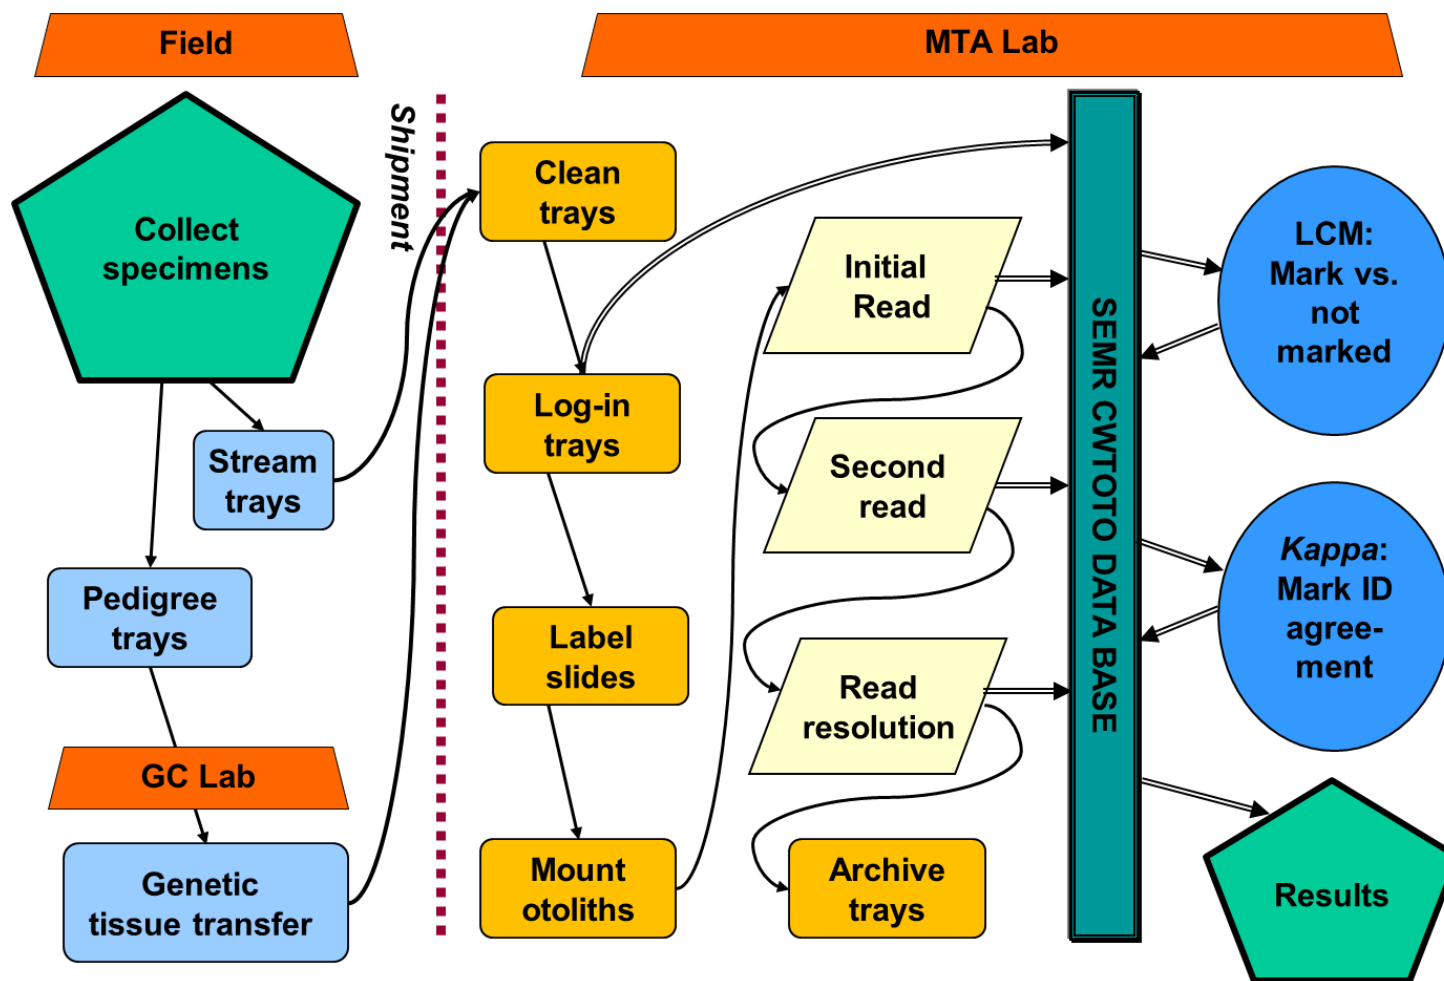 Field
MTA Lab
Shipment
Collect
specimens
Stream
trays
Pedigree
trays
GC Lab
Genetic
tissue transfer
Clean
trays
Log-in
trays
Label
slides
Mount
otoliths
Initial
Read
Second
read
Read
resolution
Archive
trays
SEMR CWTOTO DATA BASE
LCM:
Mark vs.
not
marked
Kappa:
Mark ID
agree-
ment
Results